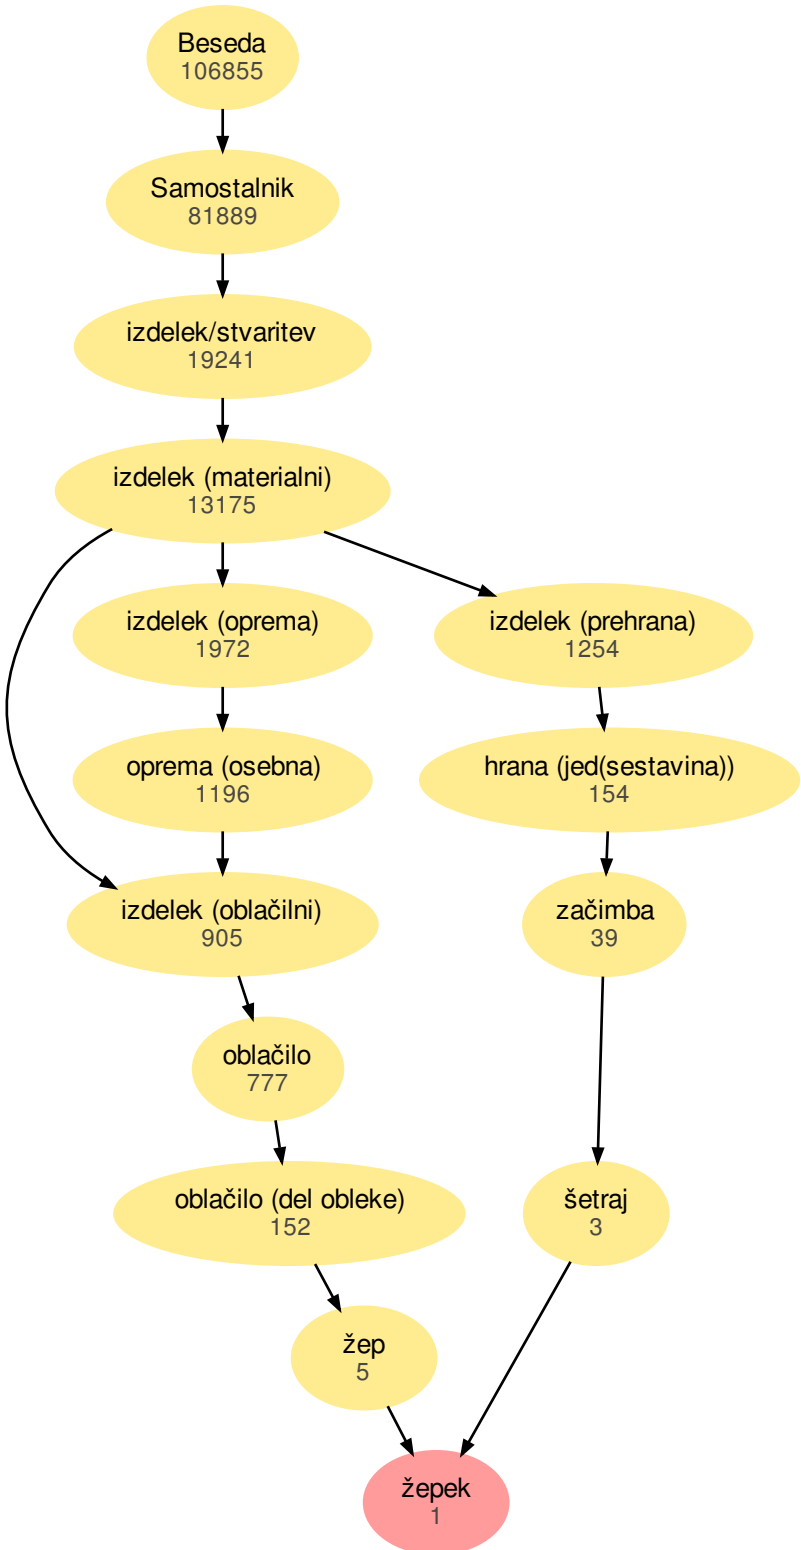 Beseda
106855
Samostalnik
81889
izdelek/stvaritev
19241
izdelek (materialni)
13175
izdelek (oprema)
1972
izdelek (prehrana)
1254
oprema (osebna)
1196
hrana (jed(sestavina))
154
izdelek (oblačilni)
905
začimba
39
oblačilo
777
oblačilo (del obleke)
152
šetraj
3
žep
5
žepek
1